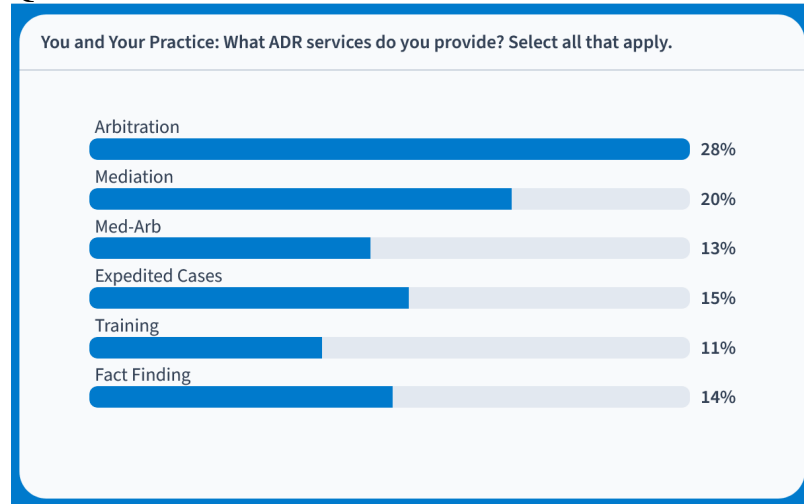 You and Your Practice: What ADR services do you provide? Select all that apply.
Arbitration
28%
Mediation
20%
Med-Arb
13%
Expedited Cases
15%
Training
11%
Fact Finding
14%